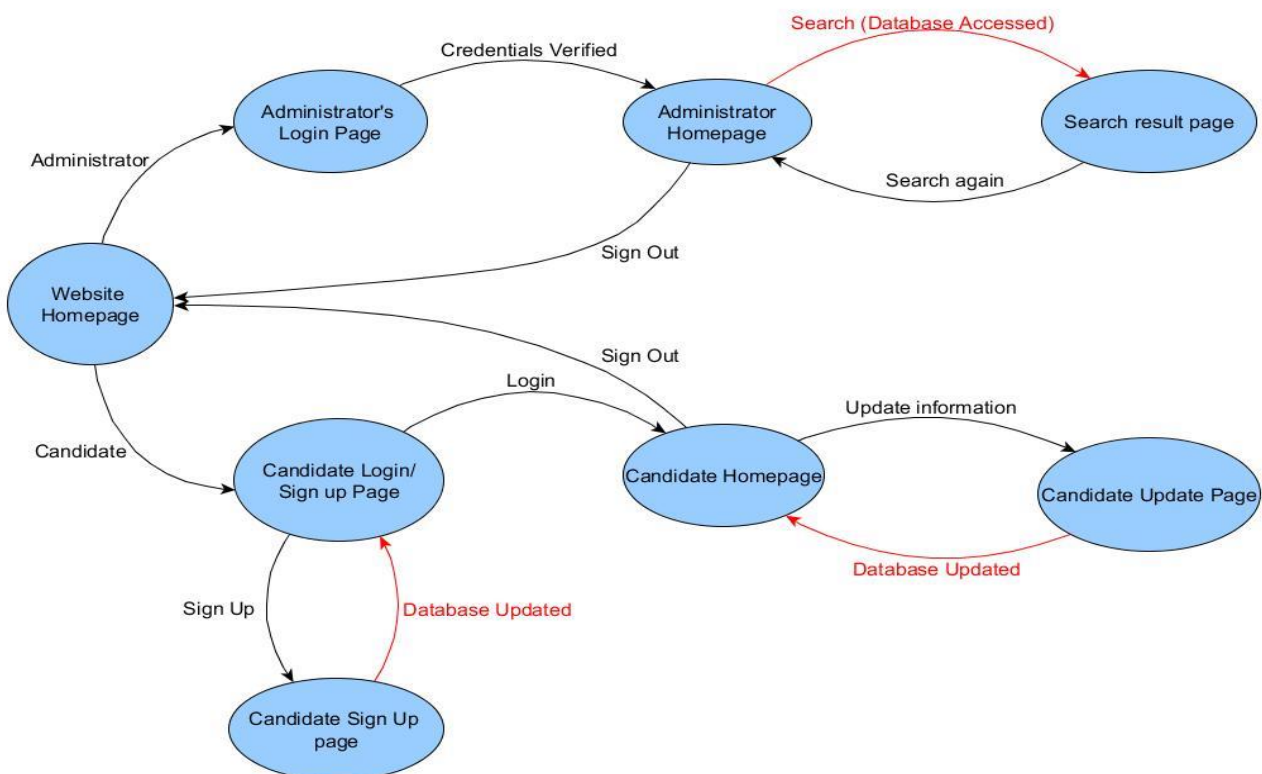 Search (Database Accessed)
Credentials Verified
Administrator's
Login Page
Administrator
Homepage
Search result page
Administrator
Search again
Sign Out
Website
Homepage
Sign Out
Login
Update information
Candidate
Candidate Login/
Sign up Page
Candidate Homepage
Candidate Update Page
Database Updated
Sign Up
Database Updated
Candidate Sign Up
page